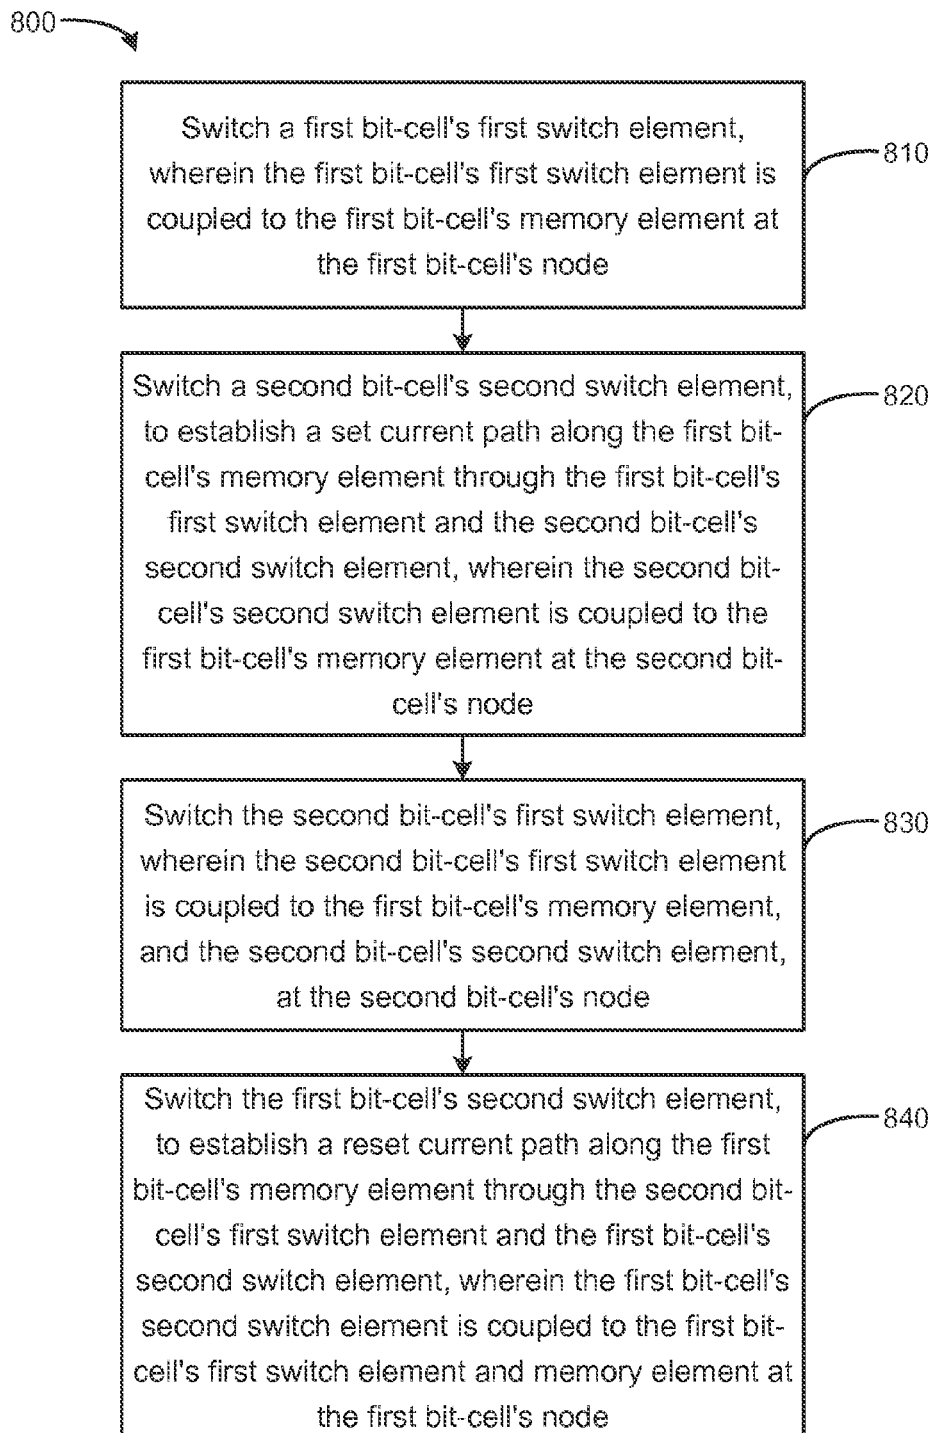 800
Switch a first bit-cell's first switch element,
wherein the first bit-cell's first switch element is
coupled to the first bit-cell's memory element at
the first bit-cell's node
810
Switch a second bit-cell's second switch element,
to establish a set current path along the first bit-
cell's memory element through the first bit-cell's
first switch element and the second bit-cell's
second switch element, wherein the second bit-
cell's second switch element is coupled to the
first bit-cell's memory element at the second bit-
cell's node
820
Switch the second bit-cell's first switch element,
wherein the second bit-cell's first switch element
is coupled to the first bit-cell's memory element,
and the second bit-cell's second switch element,
at the second bit-cell's node
830
Switch the first bit-cell's second switch element,
to establish a reset current path along the first
bit-cell's memory element through the second bit-
cell's first switch element and the first bit-cell's
second switch element, wherein the first bit-cell's
second switch element is coupled to the first bit-
cell's first switch element and memory element at
the first bit-cell's node
840